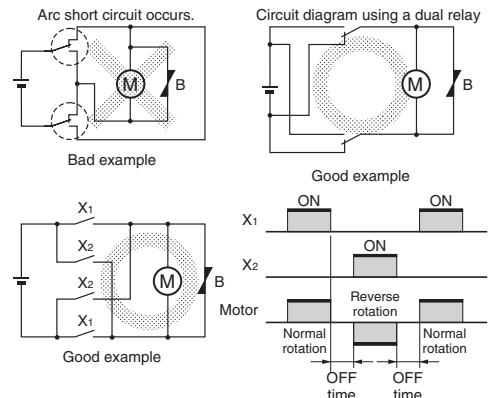 Arc short circuit occurs.
M
B
Bad example
Circuit diagram using a dual relay
M
B
Good example
X1
X2
X2
X1
M
B
Good example
ON
ON
X1
ON
X2
Reverse
rotation
Motor
Normal
rotation
Normal
rotation
OFF
time
OFF
time